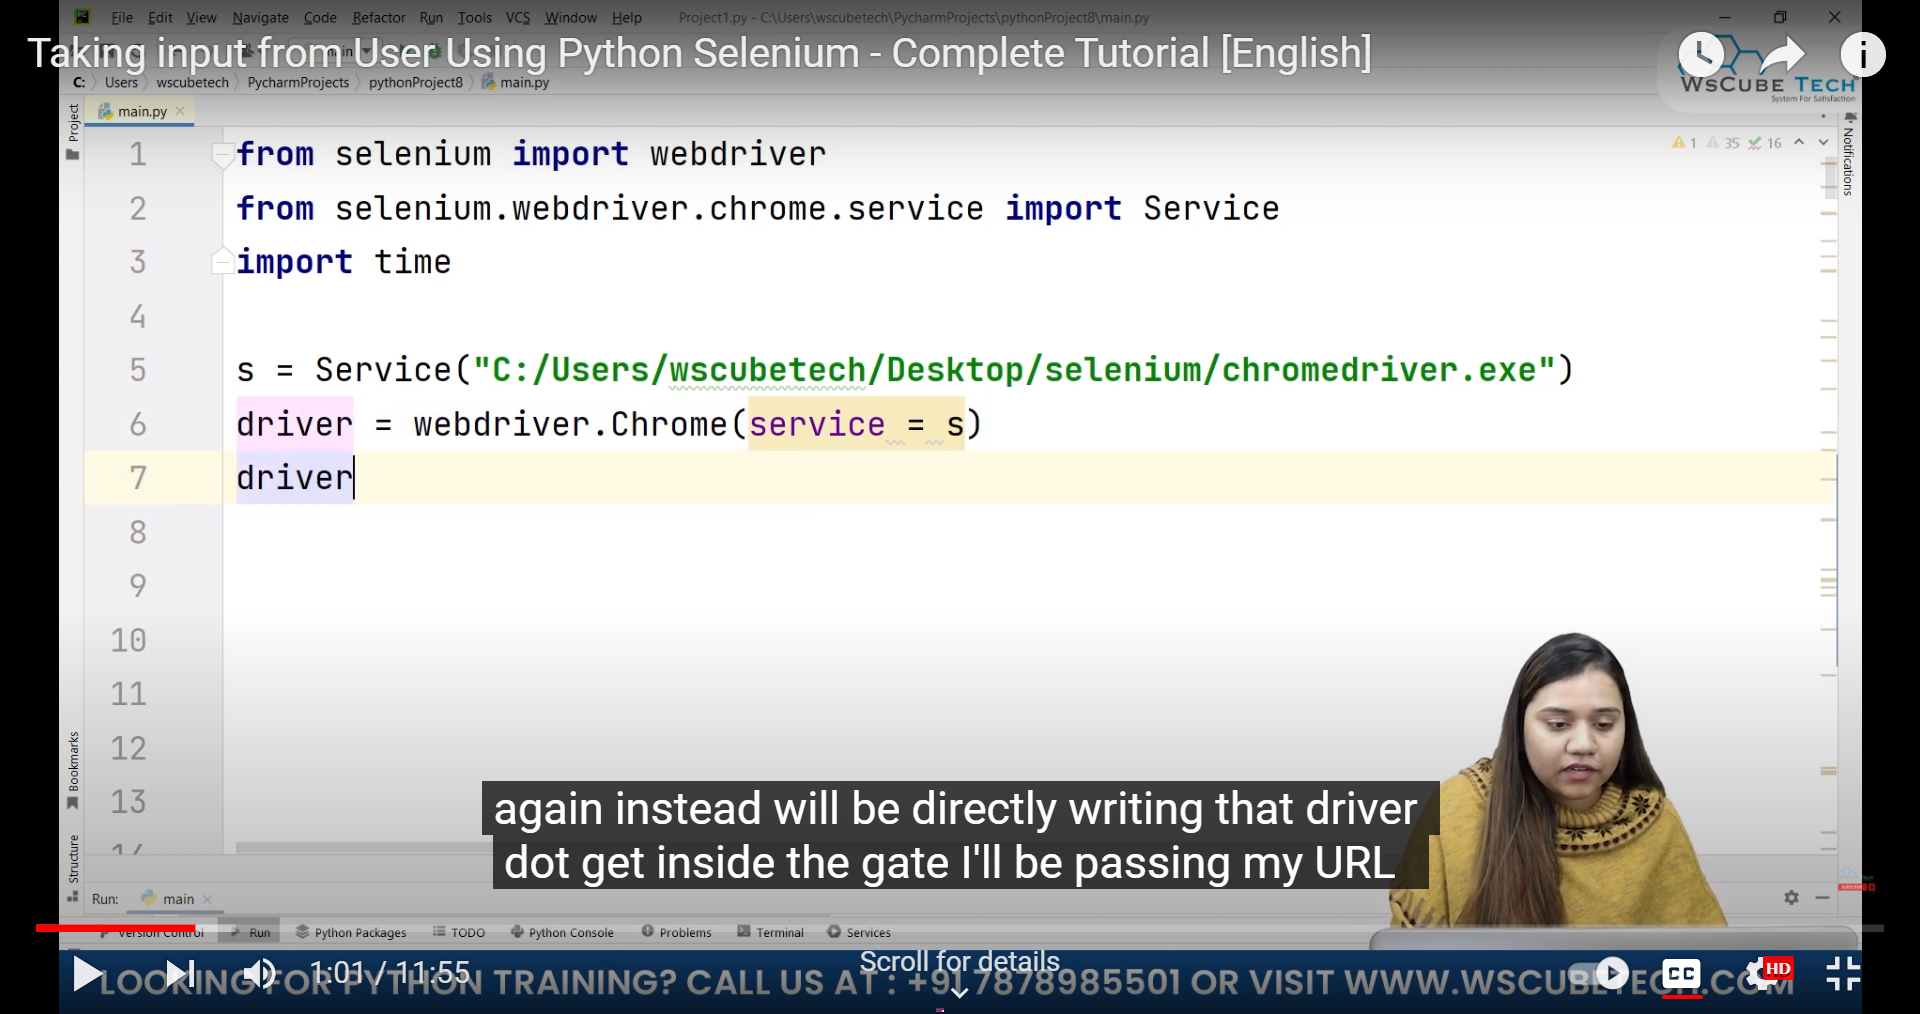 File Edit View Navigate Code Refactor Run Tools VCS Window Help Project1.py - C:\Users\wscubetech\PycharmProjects\pythonProject8\main.py
Taking input from User Using Python Selenium - Complete Tutorial [English]
C: Users wscubetech PycharmProjects pythonProject8 main.py
WSCUBE TECH
System For Satisfaction
main.py
Project
Notifications
1 35 16
1 from selenium import webdriver
2 from selenium.webdriver.chrome.service import Service
3 import time
4
5 s = Service("C:/Users/wscubetech/Desktop/selenium/chromedriver.exe")
6 driver = webdriver.Chrome(service = s)
7 driver
8
9
10
11
12
13
14
Bookmarks
Structure
again instead will be directly writing that driver
dot get inside the gate I'll be passing my URL
Run: main
Version Control Run Python Packages TODO Python Console Problems Terminal Services
1:01 / 11:55
Scroll for details
CC
HD
LOOKING FOR PYTHON TRAINING? CALL US AT : +91 7878985501 OR VISIT WWW.WSCUBETECH.COM